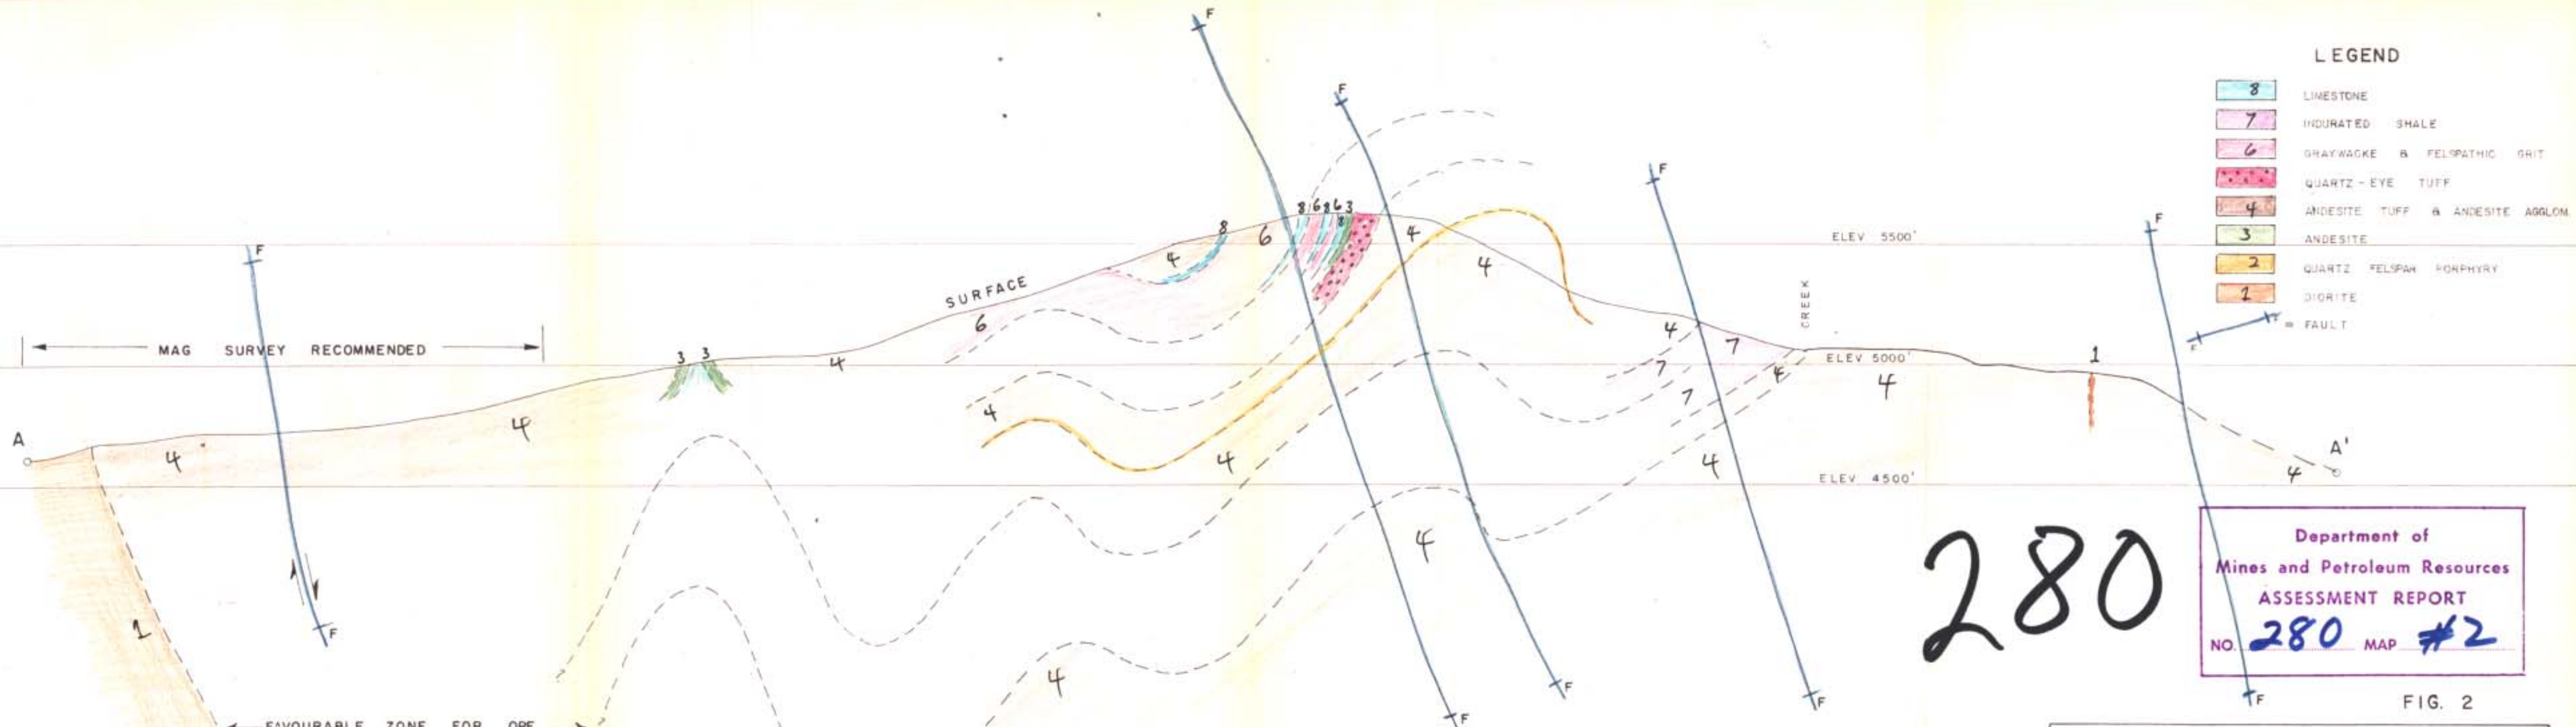 LEGEND
8 LIMESTONE
7 INDURATED SHALE
6 GRAYWACKE & FELSPATHIC GRIT
QUARTZ-EYE TUFF
4 ANDESITE TUFF & ANDESITE AGGLOM.
3 ANDESITE
2 QUARTZ FELSPAR PORPHYRY
1 DIORITE
F F = FAULT
F
F
F
F
F
8 6 8 6 3
8
8
6
4
4
4
ELEV 5500'
SURFACE
CREEK
6
4
7
MAG SURVEY RECOMMENDED
3 3
4
7
4
ELEV 5000'
4
1
7
4
A
4
4
4
4
ELEV 4500'
4
A'
4
1
F
4
280
Department of
Mines and Petroleum Resources
ASSESSMENT REPORT
NO. 280 MAP #2
F
F
F
F
FIG. 2
FAVOURABLE ZONE FOR ORE